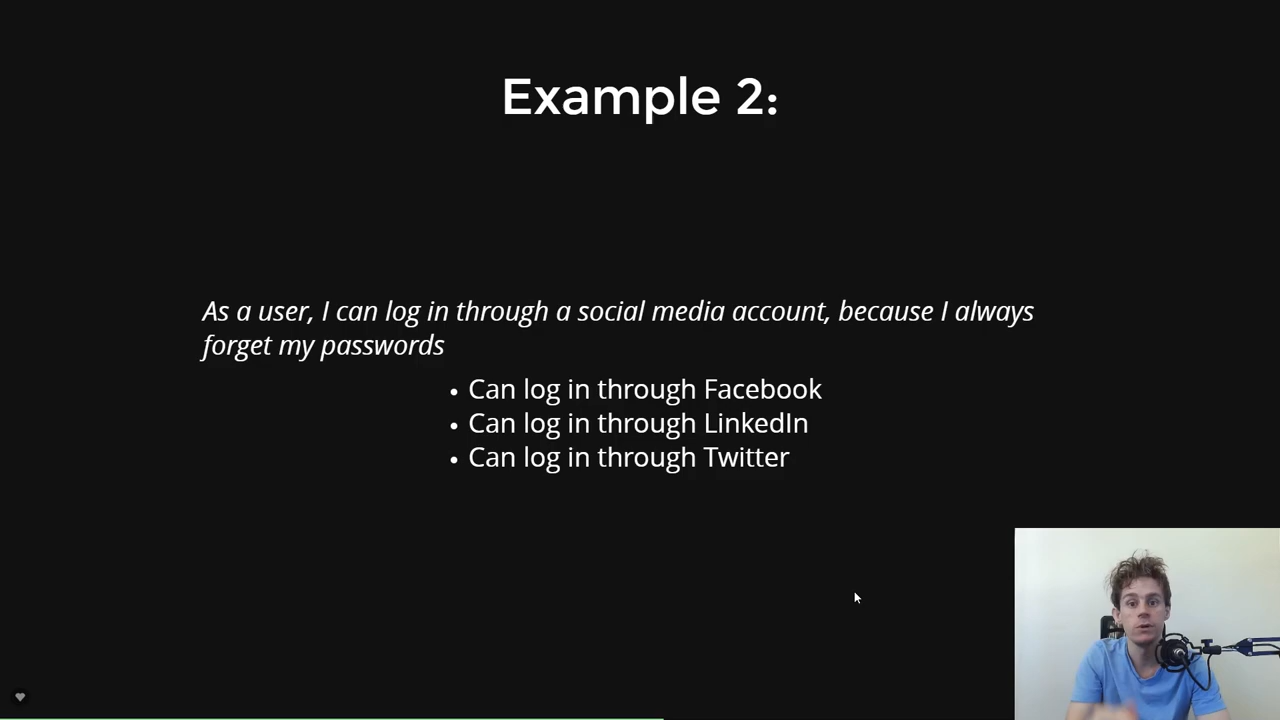 Example 2:
As a user, I can log in through a social media account, because I always
forget my passwords
• Can log in through Facebook
• Can log in through LinkedIn
• Can log in through Twitter